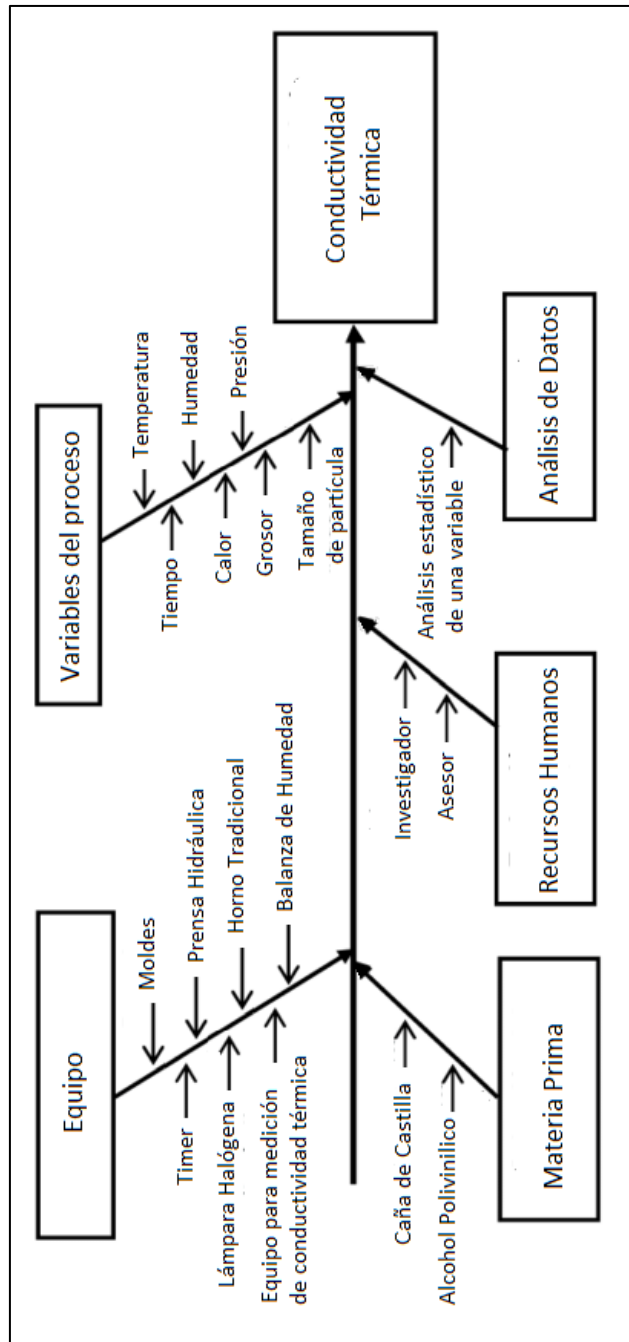 Equipo
Moldes
Prensa Hidráulica
Horno Tradicional
Balanza de Humedad
Timer
Lámpara Halógena
Equipo para medición
de conductividad térmica
Variables del proceso
Temperatura
Humedad
Presión
Tiempo
Calor
Grosor
Tamaño
de partícula
Conductividad
Térmica
Caña de Castilla
Alcohol Polivinilico
Materia Prima
Investigador
Asesor
Recursos Humanos
Análisis estadístico
de una variable
Análisis de Datos